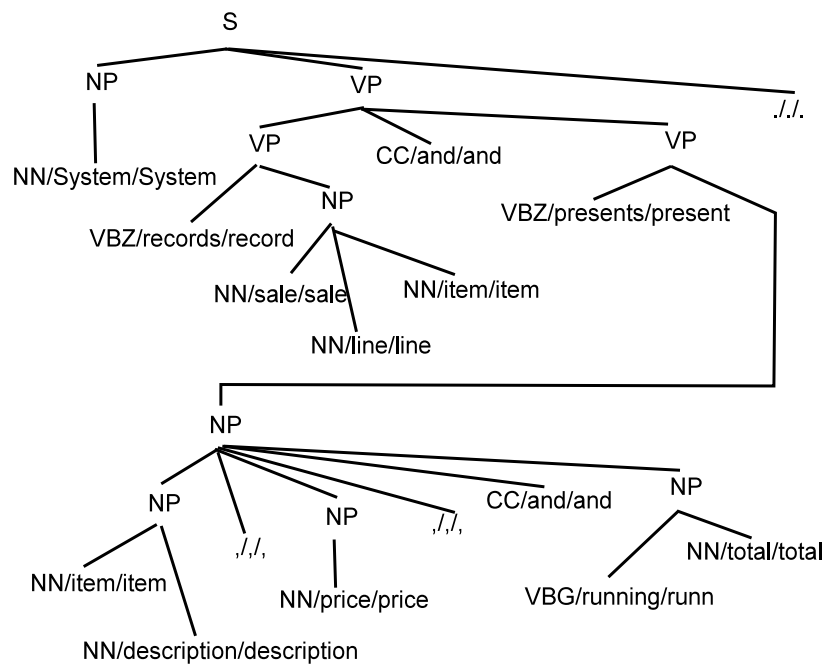 S
NP
VP
././.
VP
CC/and/and
VP
NN/System/System
NP
VBZ/presents/present
VBZ/records/record
NN/sale/sale
NN/item/item
NN/line/line
NP
NP
NP
,/,/,
NP
,/,/,
CC/and/and
NP
NN/item/item
NN/price/price
NN/total/total
VBG/running/runn
NN/description/description